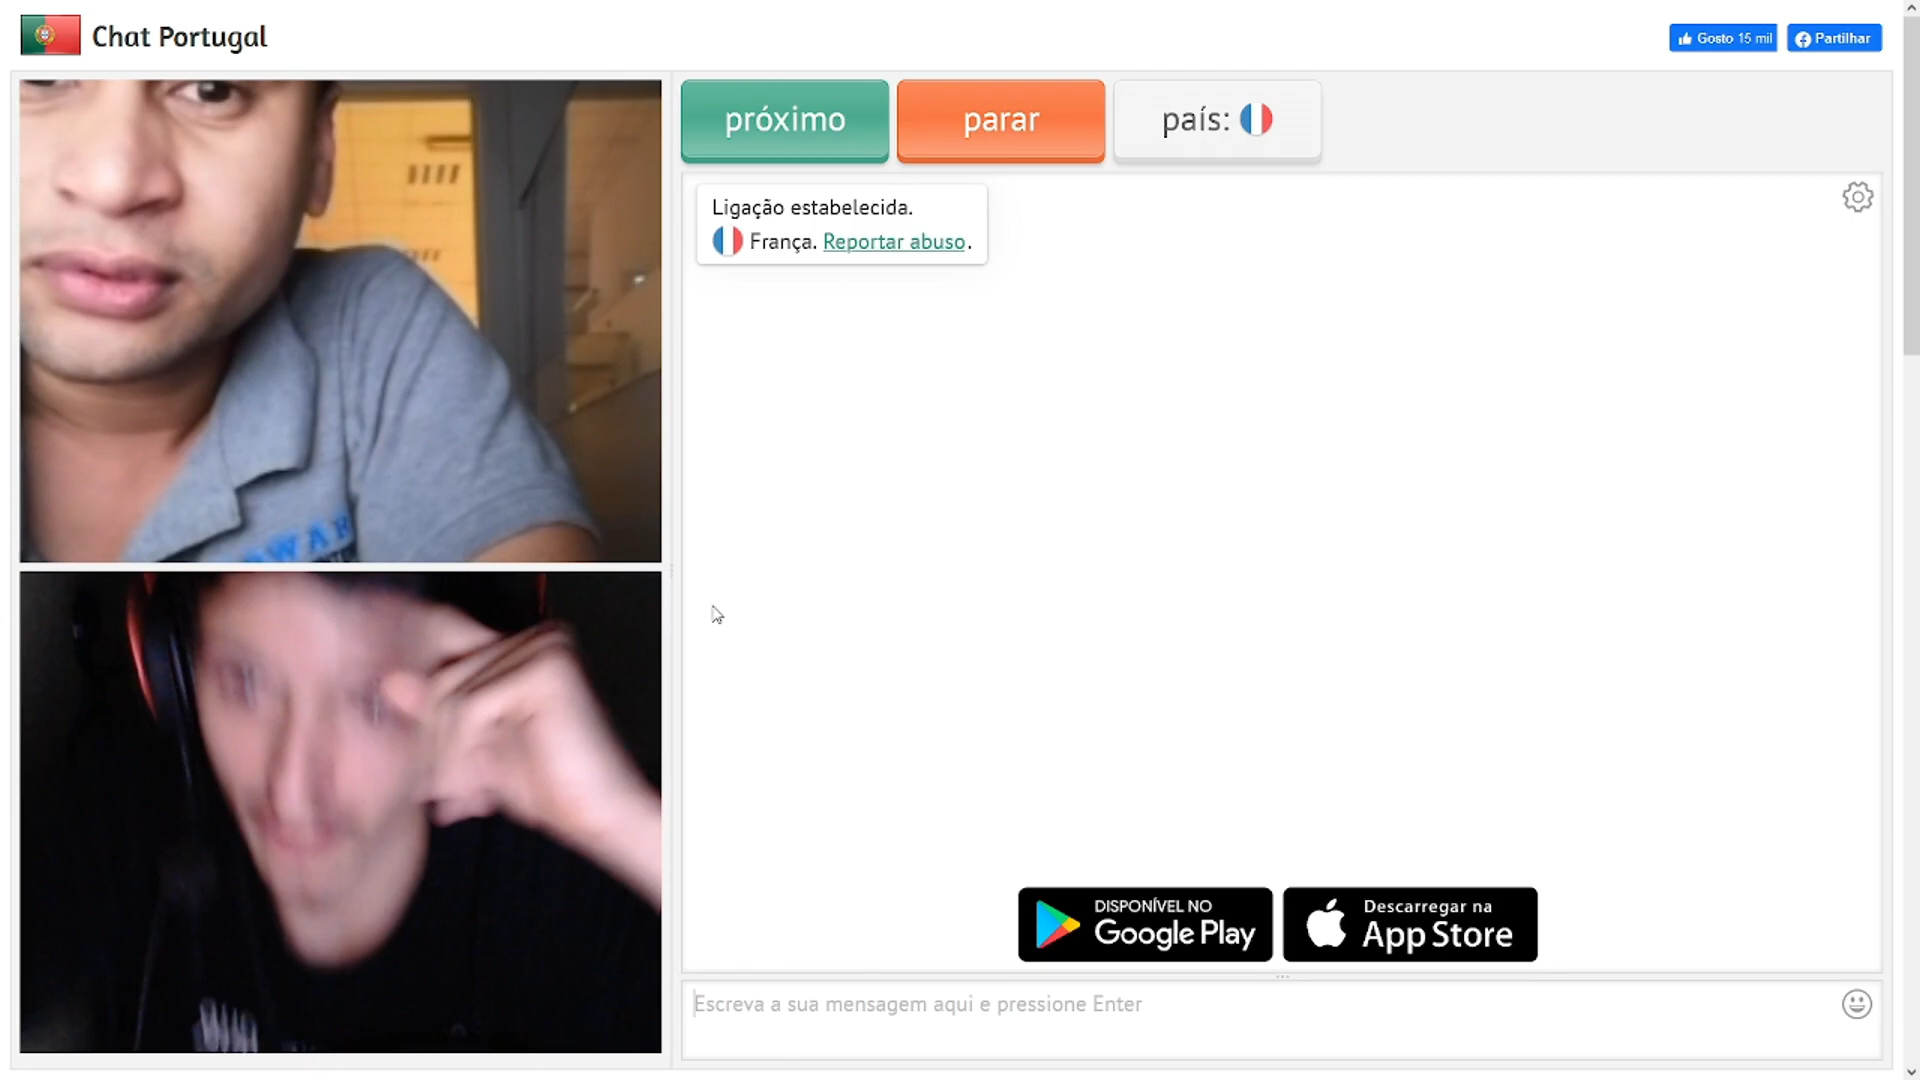 Chat Portugal
Gosto 15 mil
Partilhar
próximo
parar
país:
Ligação estabelecida.
França. Reportar abuso.
DISPONÍVEL NO
Google Play
Descarregar na
App Store
Escreva a sua mensagem aqui e pressione Enter